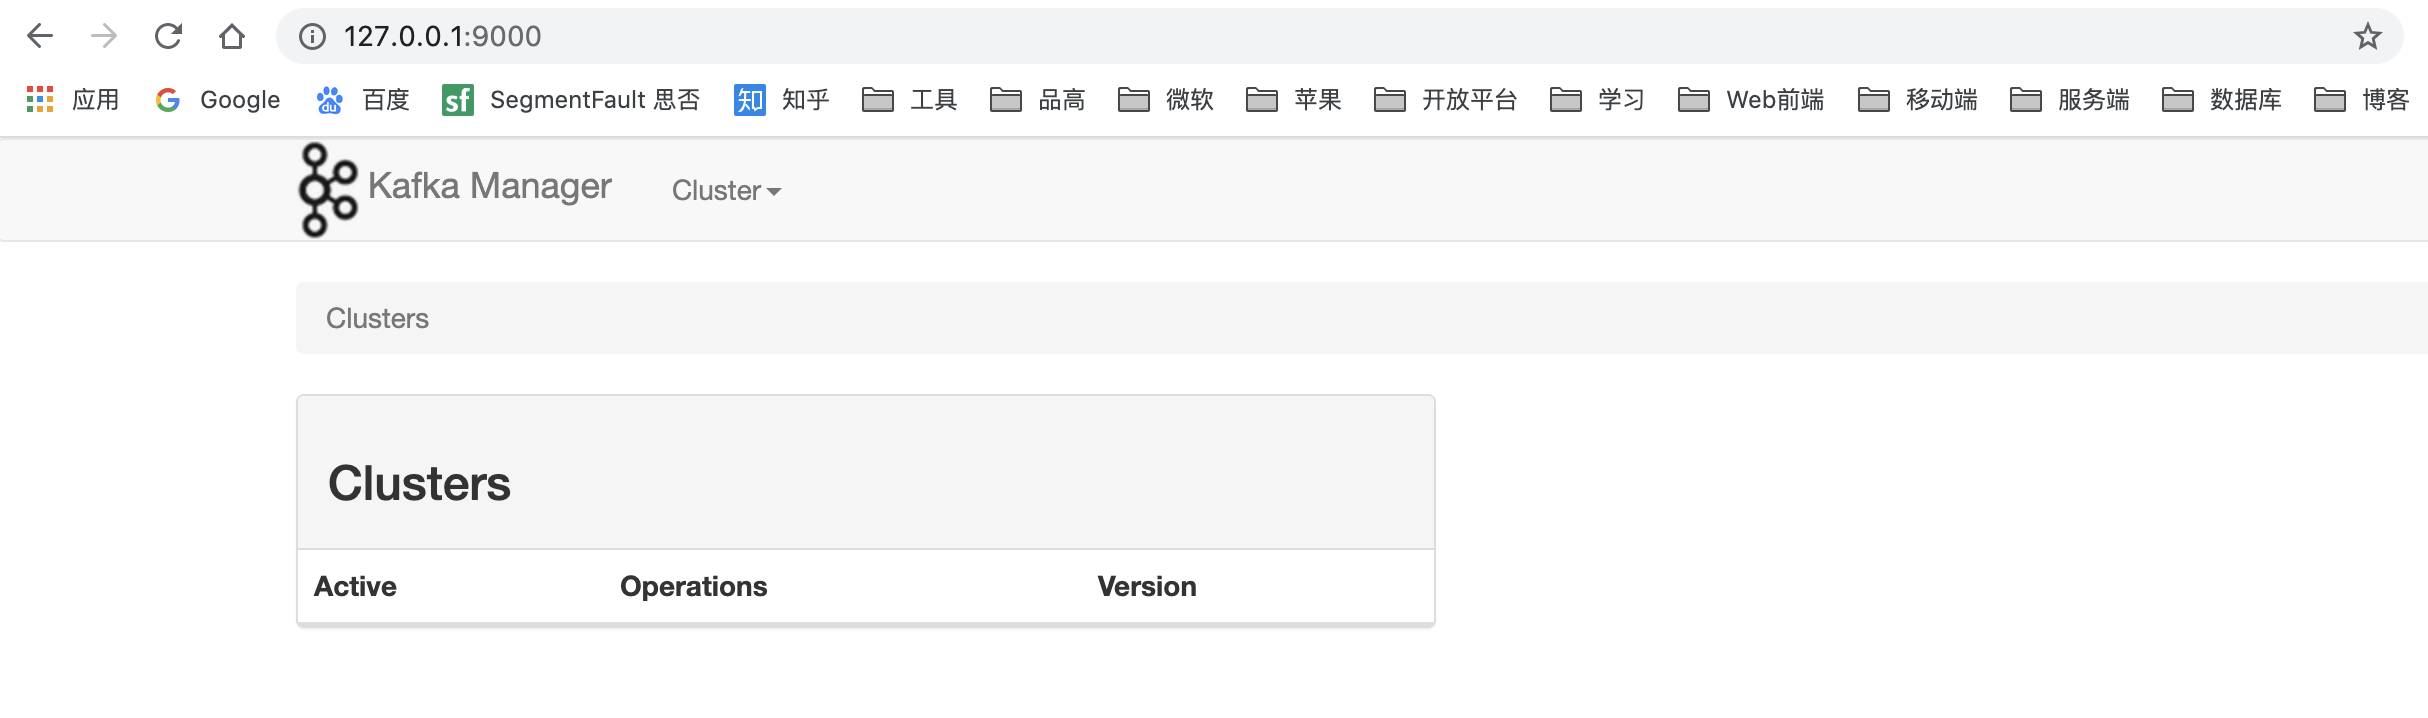 127.0.0.1:9000
应用 Google 百度 SegmentFault 思否 知乎 工具 品高 微软 苹果 开放平台 学习 Web前端 移动端 服务端 数据库 博客
Kafka Manager Cluster
Clusters
Clusters
Active Operations Version